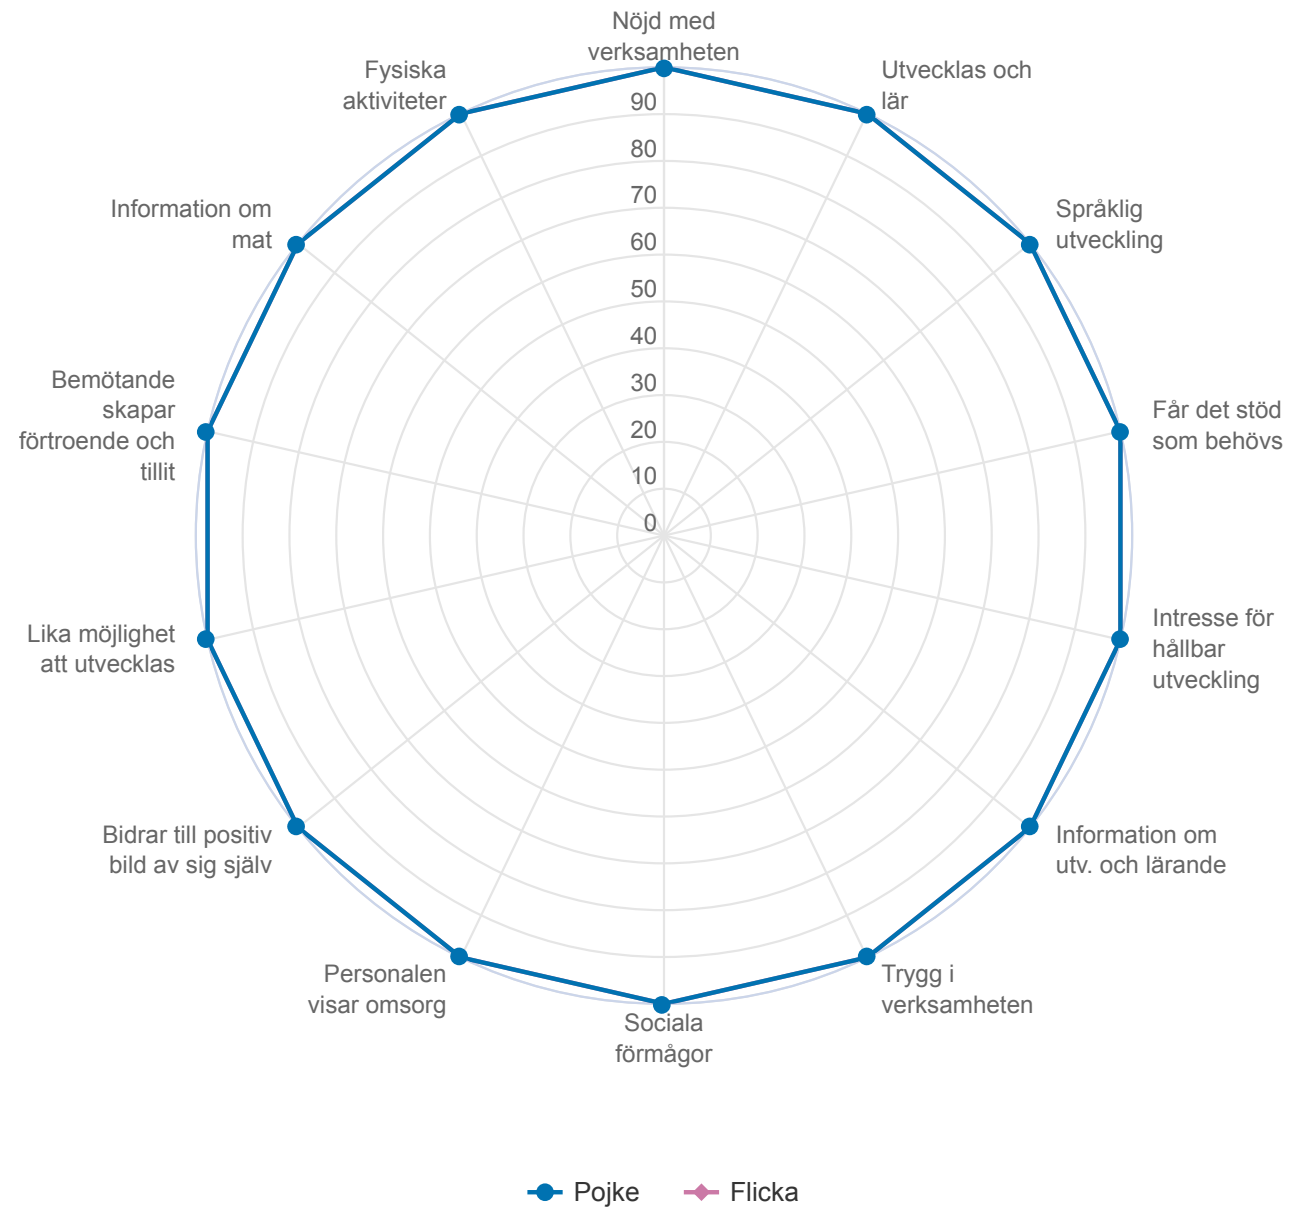 Nöjd med
verksamheten
Utvecklas och
lär
Språklig
utveckling
Får det stöd
som behövs
Intresse för
hållbar
utveckling
Information om
utv. och lärande
Trygg i
verksamheten
Sociala
förmågor
Personalen
visar omsorg
Bidrar till positiv
bild av sig själv
Lika möjlighet
att utvecklas
Bemötande
skapar
förtroende och
tillit
Information om
mat
Fysiska
aktiviteter
90
80
70
60
50
40
30
20
10
0
Pojke
Flicka